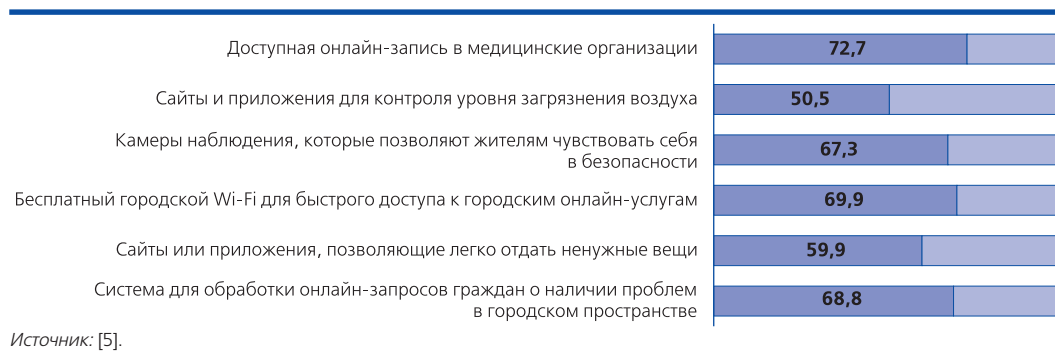 Доступная онлайн-запись в медицинские организации
72,7
Сайты и приложения для контроля уровня загрязнения воздуха
50,5
Камеры наблюдения, которые позволяют жителям чувствовать себя
в безопасности
67,3
Бесплатный городской Wi-Fi для быстрого доступа к городским онлайн-услугам
69,9
Сайты или приложения, позволяющие легко отдать ненужные вещи
59,9
Система для обработки онлайн-запросов граждан о наличии проблем
в городском пространстве
68,8
Источник: [5].